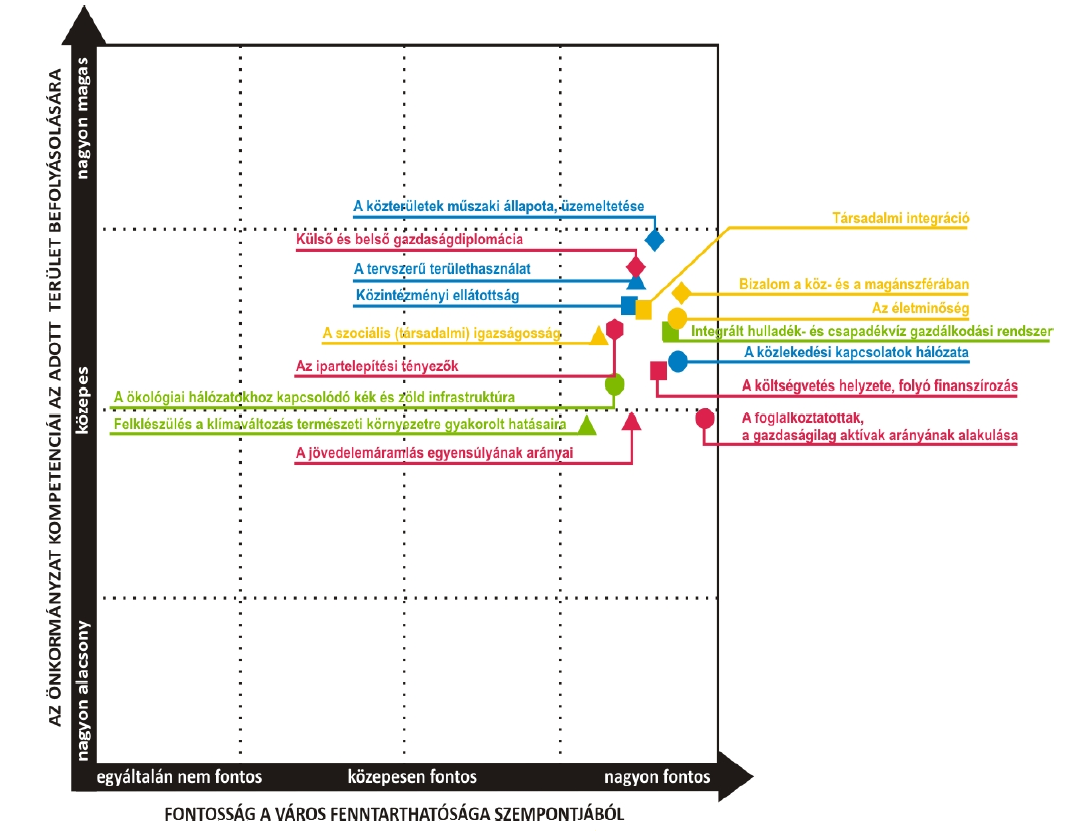 AZ ÖNKORMÁNYZAT KOMPETENCIÁI AZ ADOTT TERÜLET BEFOLYÁSOLÁSÁRA
nagyon magas
közepes
nagyon alacsony
A közterületek műszaki állapota, üzemeltetése
Társadalmi integráció
Külső és belső gazdaságdiplomácia
A tervszerű területhasználat
Bizalom a köz- és a magánszférában
Közintézményi ellátottság
Az életminőség
A szociális (társadalmi) igazságosság
Integrált hulladék- és csapadékvíz gazdálkodási rendszer
A közlekedési kapcsolatok hálózata
Az ipartelepítési tényezők
A költségvetés helyzete, folyó finanszírozás
A ökológiai hálózatokhoz kapcsolódó kék és zöld infrastruktúra
A foglalkoztatottak,
Felklészülés a klímaváltozás természeti környezetre gyakorolt hatásaira
a gazdaságilag aktívak arányának alakulása
A jövedelemáramlás egyensúlyának arányai
egyáltalán nem fontos
közepesen fontos
nagyon fontos
FONTOSSÁG A VÁROS FENNTARTHATÓSÁGA SZEMPONTJÁBÓL